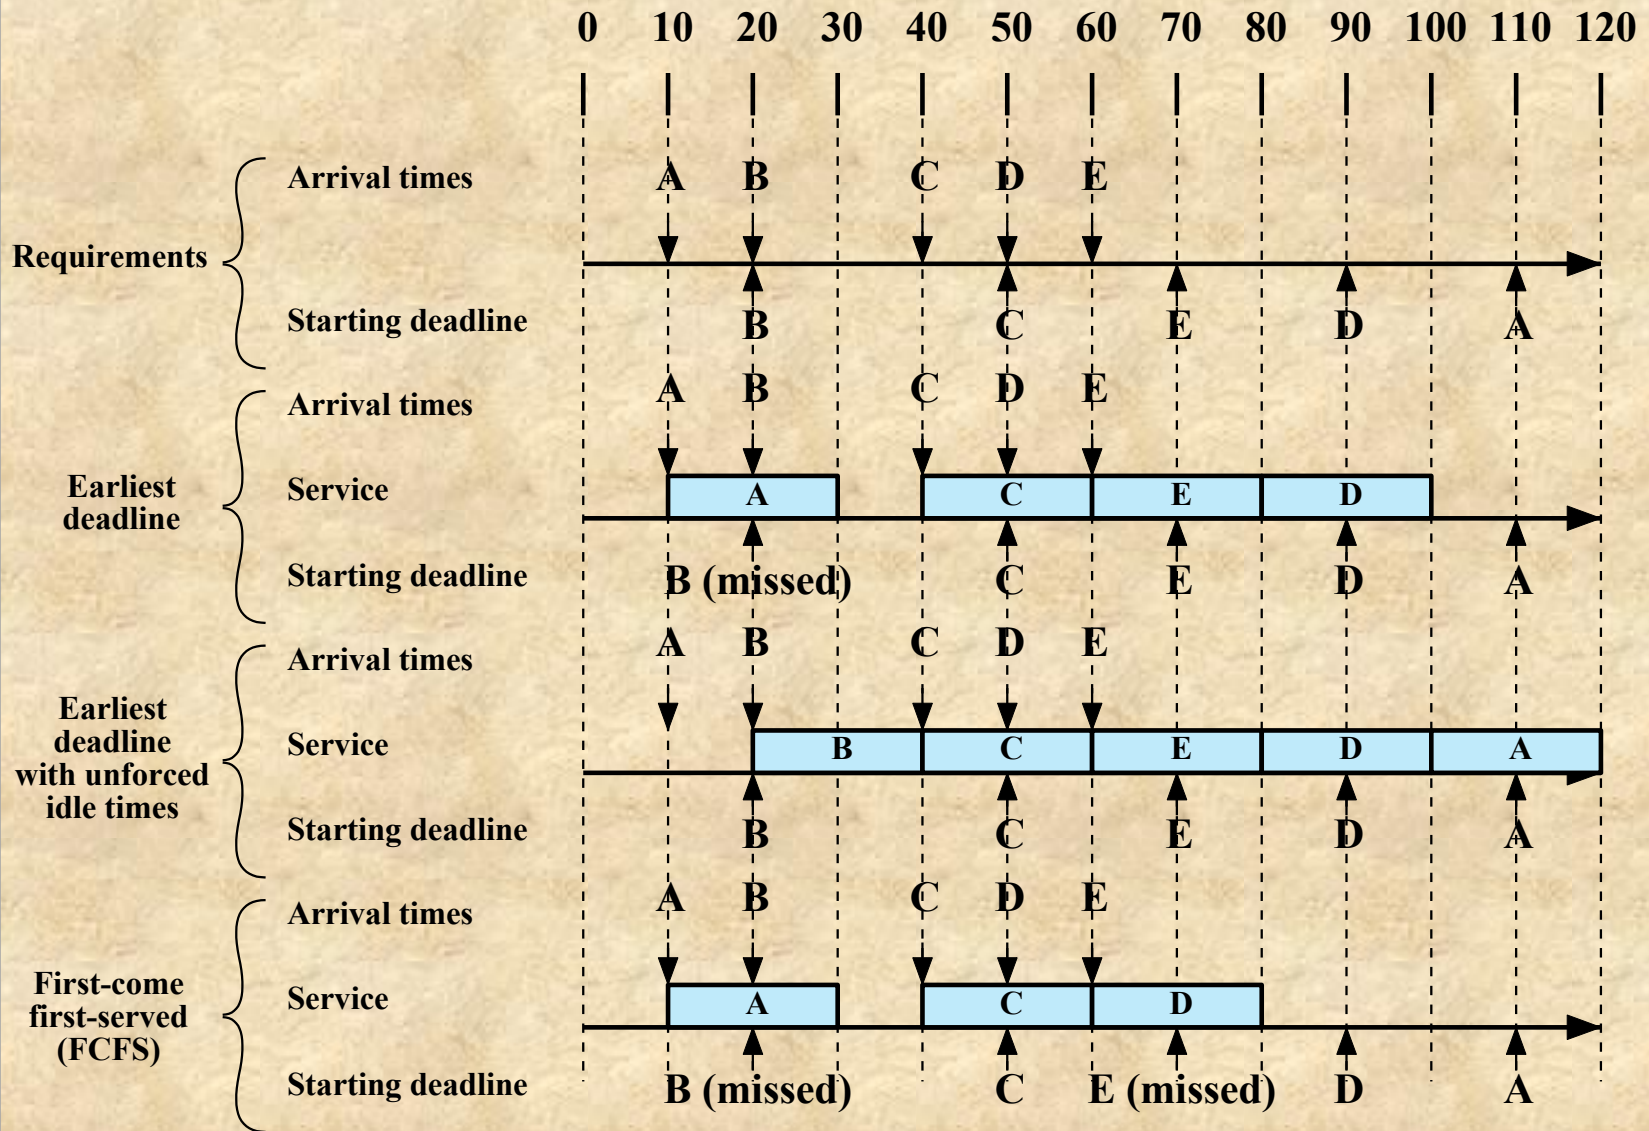 0 10 20 30 40 50 60 70 80 90 100 110 120
Arrival times A B C D E
Requirements
Starting deadline B C E D A
Arrival times A B C D E
Earliest
deadline
Service A C E D
Starting deadline B (missed) C E D A
Arrival times A B C D E
Earliest
deadline
with unforced
idle times
Service B C E D A
Starting deadline B C E D A
Arrival times A B C D E
First-come
first-served
(FCFS)
Service A C D
Starting deadline B (missed) C E (missed) D A